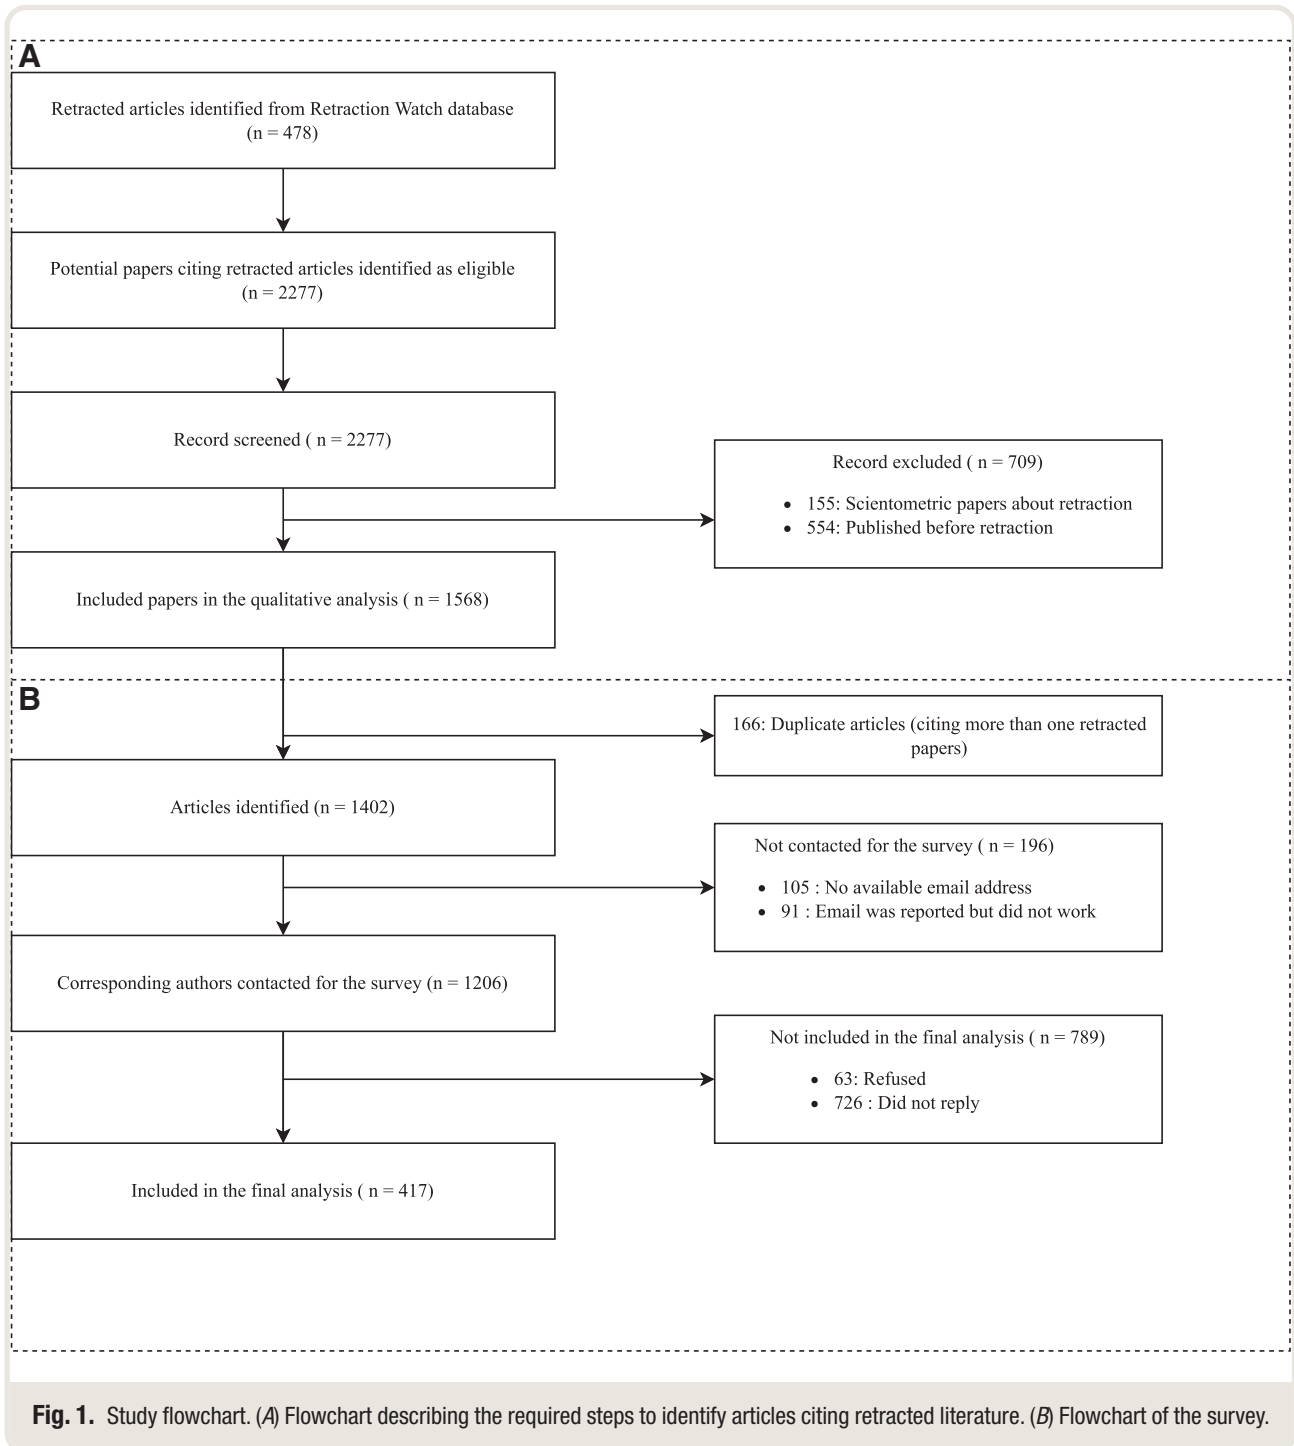 A
Retracted articles identified from Retraction Watch database
(n = 478)
Potential papers citing retracted articles identified as eligible
(n = 2277)
Record screened ( n = 2277)
Record excluded ( n = 709)
• 155: Scientometric papers about retraction
• 554: Published before retraction
Included papers in the qualitative analysis ( n = 1568)
B
166: Duplicate articles (citing more than one retracted
papers)
Articles identified (n = 1402)
Not contacted for the survey ( n = 196)
• 105 : No available email address
• 91 : Email was reported but did not work
Corresponding authors contacted for the survey (n = 1206)
Not included in the final analysis ( n = 789)
• 63: Refused
• 726 : Did not reply
Included in the final analysis ( n = 417)
Fig. 1. Study flowchart. (A) Flowchart describing the required steps to identify articles citing retracted literature. (B) Flowchart of the survey.